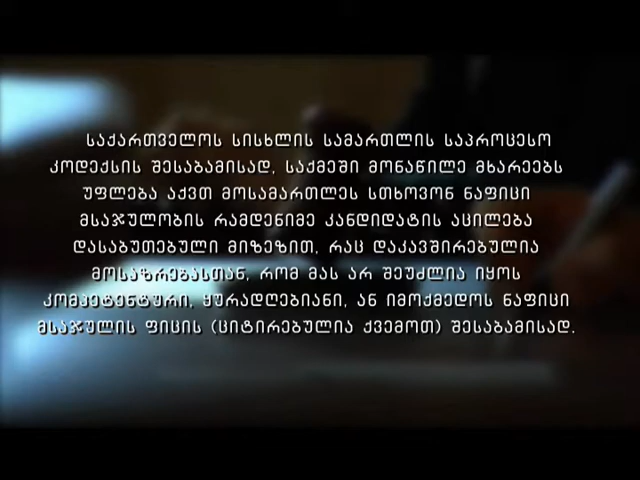 საქართველოს სისხლის სამართლის საპროცესო
კოდექსის შესაბამისად, საქმეში მონაწილე მხარეებს
უფლება აქვთ მოსამართლეს სთხოვონ ნაფიცი
მსაჯულობის რამდენიმე კანდიდატის აცილება
დასაბუთებული მიზეზით, რაც დაკავშირებულია
მოსაზრებასთან, რომ მას არ შეუძლია იყოს
კომპეტენტური, ყურადღებიანი, ან იმოქმედოს ნაფიცი
მსაჯულის ფიცის (ციტირებულია ქვემოთ) შესაბამისად.